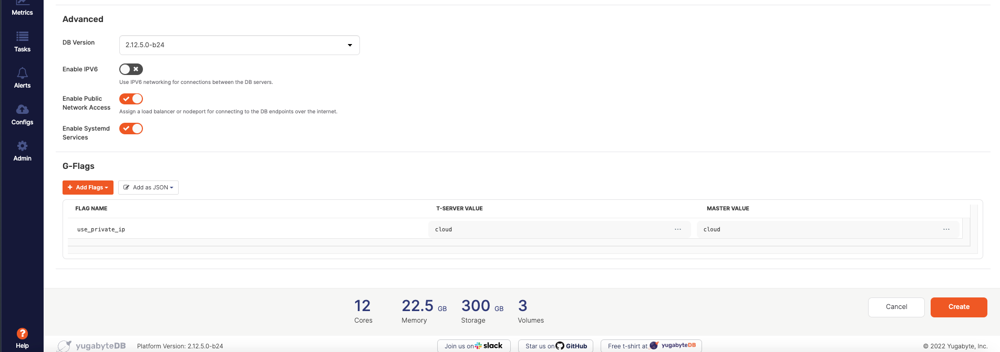 Metrics
Tasks
Alerts
Configs
Admin
Help
Advanced
DB Version
2.12.5.0-b24
Enable IPV6
Use IPV6 networking for connections between the DB servers.
Enable Public
Network Access
Assign a load balancer or nodeport for connecting to the DB endpoints over the internet.
Enable Systemd
Services
G-Flags
+ Add Flags
Add as JSON
FLAG NAME T-SERVER VALUE MASTER VALUE
use_private_ip cloud ... cloud ...
12 22.5 GB 300 GB 3
Cores Memory Storage Volumes
Cancel Create
yugabyteDB Platform Version: 2.12.5.0-b24 Join us on slack Star us on GitHub Free t-shirt at yugabyteDB © 2022 Yugabyte, Inc.